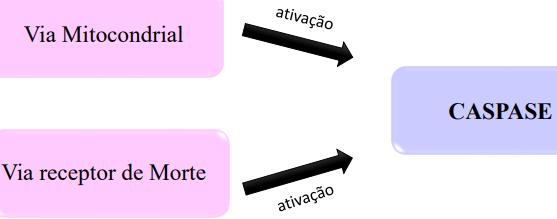 Via Mitocondrial
ativação
CASPASE
Via receptor de Morte
ativação